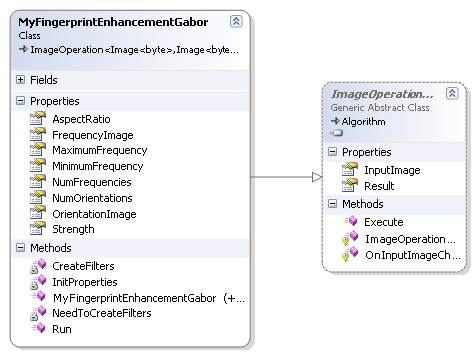 MyFingerprintEnhancementGabor
Class
ImageOperation<Image<byte>,Image<byte...
Fields
Properties
AspectRatio
FrequencyImage
MaximumFrequency
MinimumFrequency
NumFrequencies
NumOrientations
OrientationImage
Strength
Methods
CreateFilters
InitProperties
MyFingerprintEnhancementGabor (+...
NeedToCreateFilters
Run
ImageOperation...
Generic Abstract Class
Algorithm
Properties
InputImage
Result
Methods
Execute
ImageOperation...
OnInputImageCh...